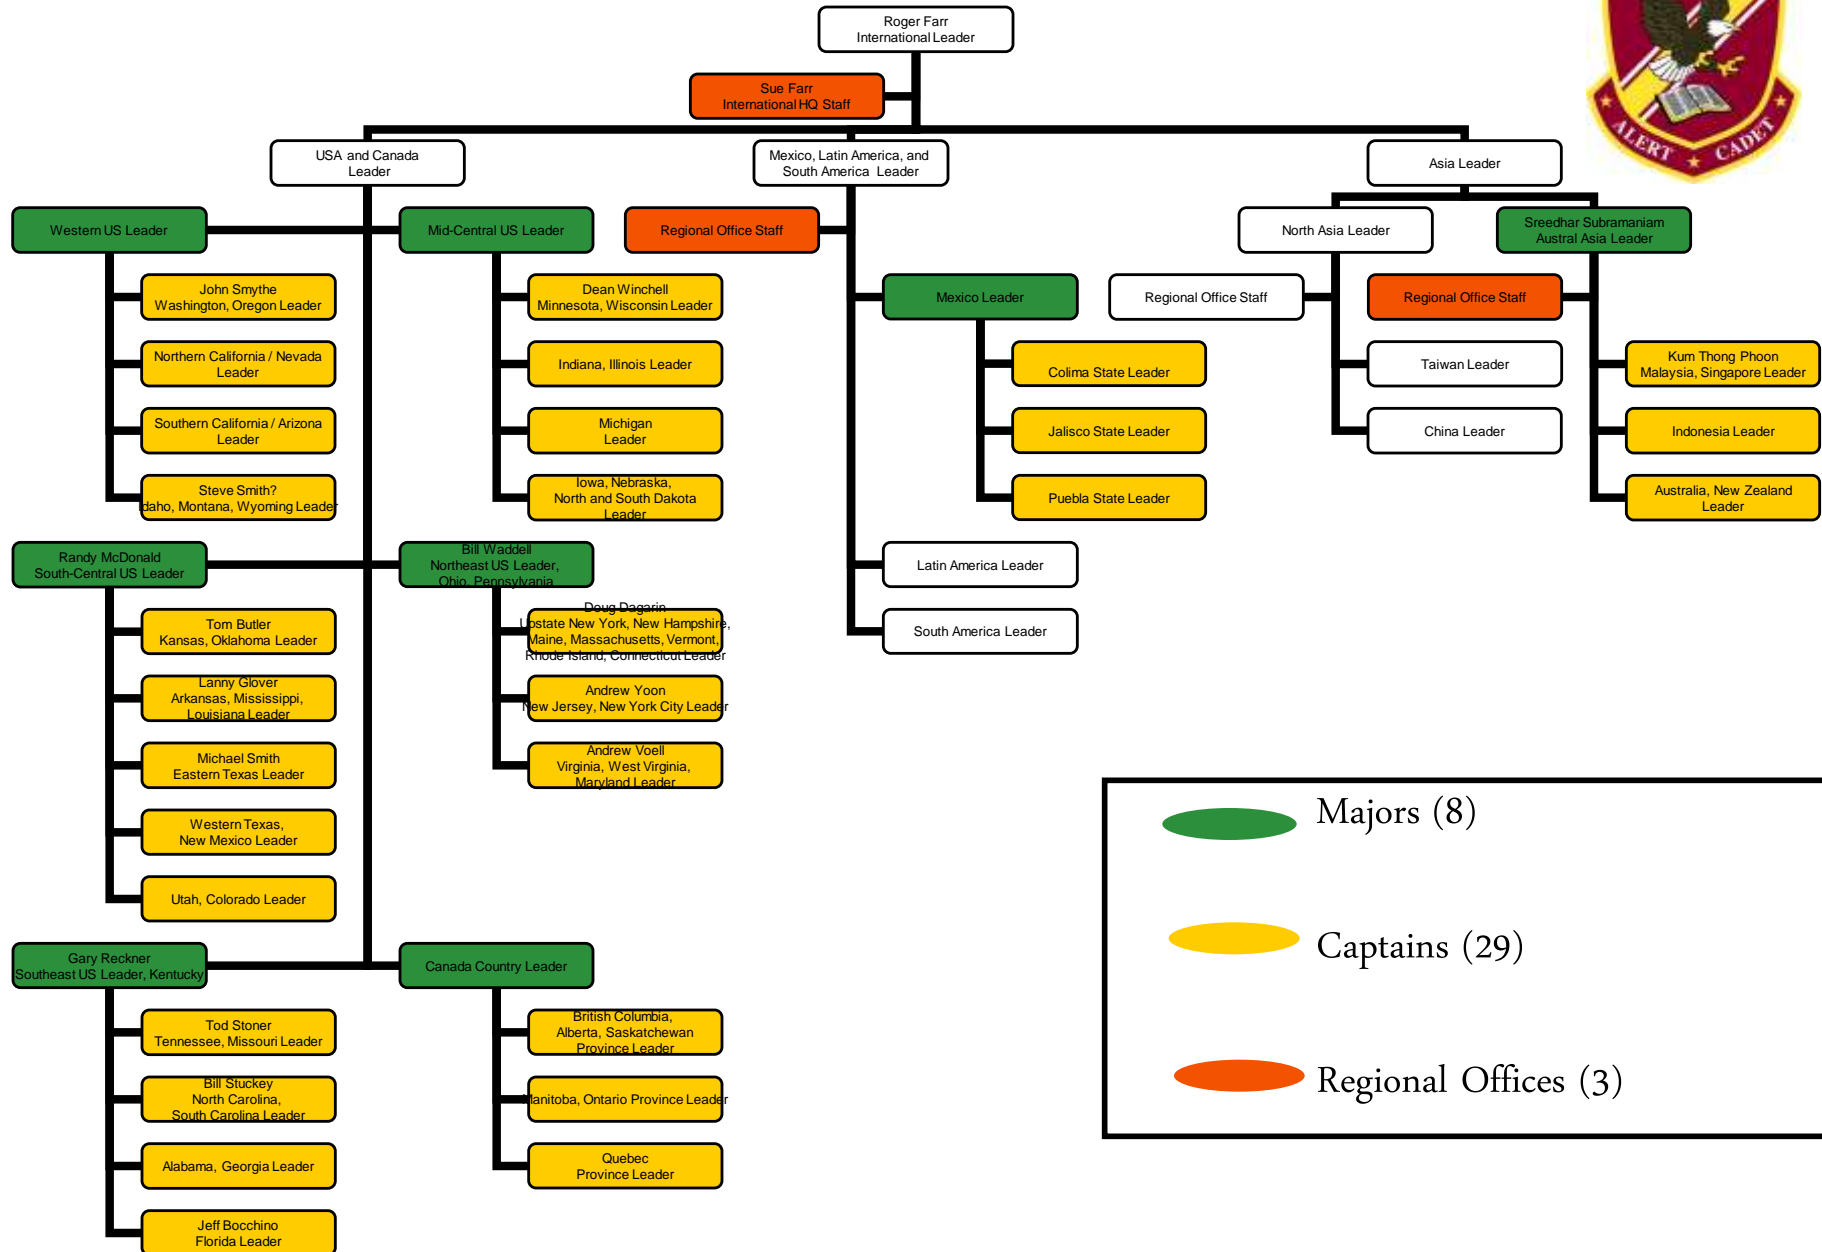 Roger Farr
International Leader
Sue Farr
International HQ Staff
ALERT CADET
USA and Canada
Leader
Mexico, Latin America, and
South America Leader
Asia Leader
Western US Leader
Mid-Central US Leader
Regional Office Staff
North Asia Leader
Sreedhar Subramaniam
Austral Asia Leader
John Smythe
Washington, Oregon Leader
Northern California / Nevada
Leader
Southern California / Arizona
Leader
Steve Smith?
Idaho, Montana, Wyoming Leader
Dean Winchell
Minnesota, Wisconsin Leader
Indiana, Illinois Leader
Michigan
Leader
Iowa, Nebraska,
North and South Dakota
Leader
Mexico Leader
Colima State Leader
Jalisco State Leader
Puebla State Leader
Latin America Leader
South America Leader
Regional Office Staff
Taiwan Leader
China Leader
Regional Office Staff
Kum Thong Phoon
Malaysia, Singapore Leader
Indonesia Leader
Australia, New Zealand
Leader
Randy McDonald
South-Central US Leader
Tom Butler
Kansas, Oklahoma Leader
Lanny Glover
Arkansas, Mississippi,
Louisiana Leader
Michael Smith
Eastern Texas Leader
Western Texas,
New Mexico Leader
Utah, Colorado Leader
Bill Waddell
Northeast US Leader,
Ohio, Pennsylvania
Doug Dagarin
Upstate New York, New Hampshire,
Maine, Massachusetts, Vermont,
Rhode Island, Connecticut Leader
Andrew Yoon
New Jersey, New York City Leader
Andrew Voell
Virginia, West Virginia,
Maryland Leader
Gary Reckner
Southeast US Leader, Kentucky
Tod Stoner
Tennessee, Missouri Leader
Bill Stuckey
North Carolina,
South Carolina Leader
Alabama, Georgia Leader
Jeff Bocchino
Florida Leader
Canada Country Leader
British Columbia,
Alberta, Saskatchewan
Province Leader
Manitoba, Ontario Province Leader
Quebec
Province Leader
Majors (8)
Captains (29)
Regional Offices (3)